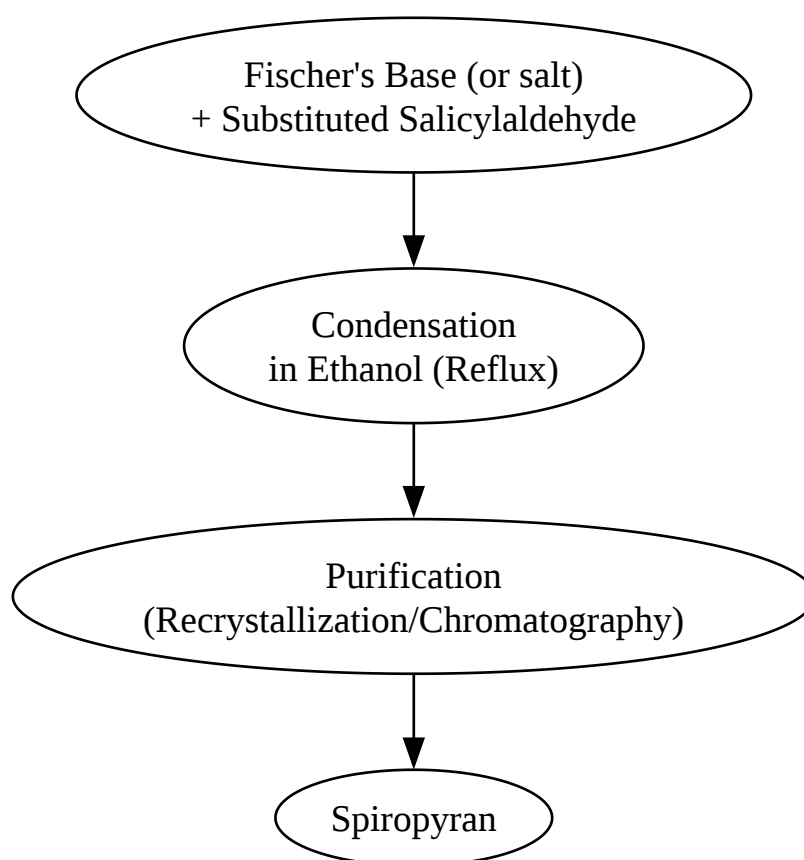 Fischer's Base (or salt)
+ Substituted Salicylaldehyde
Condensation
in Ethanol (Reflux)
Purification
(Recrystallization/Chromatography)
Spiropyran